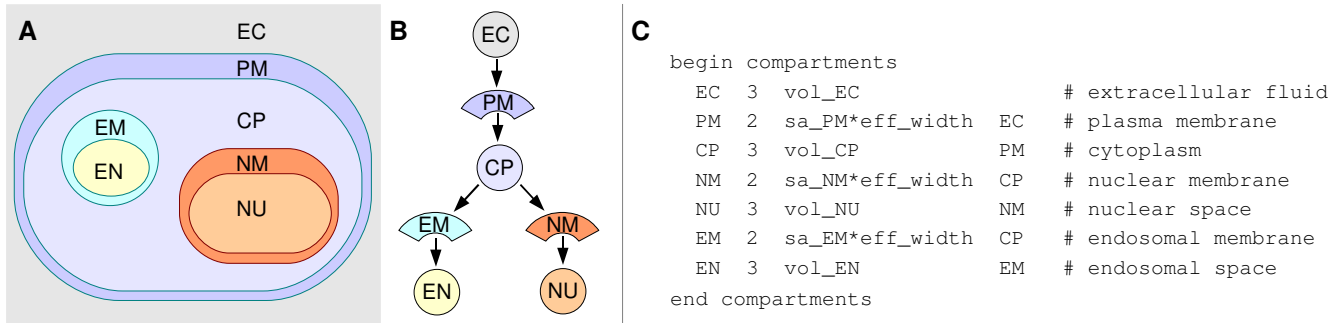 A
EC
PM
CP
EM
EN
NM
NU
B
EC
PM
CP
EM
NM
EN
NU
C
begin compartments
EC 3 vol_EC # extracellular fluid
PM 2 sa_PM*eff_width EC # plasma membrane
CP 3 vol_CP PM # cytoplasm
NM 2 sa_NM*eff_width CP # nuclear membrane
NU 3 vol_NU NM # nuclear space
EM 2 sa_EM*eff_width CP # endosomal membrane
EN 3 vol_EN EM # endosomal space
end compartments